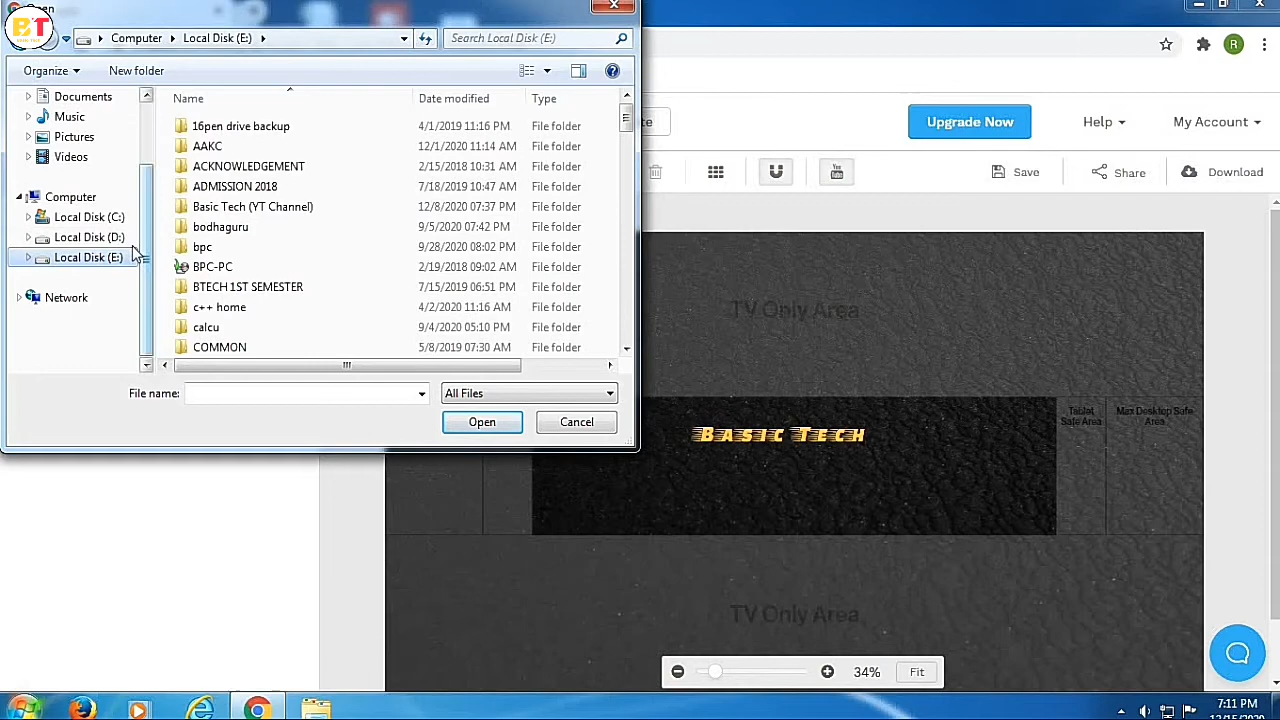 Open
BT
Computer
Local Disk (E:)
Search Local Disk (E:)
Organize
New folder
Name
Date modified
Type
Documents
Music
Pictures
Videos
Computer
Local Disk (C:)
Local Disk (D:)
Local Disk (E:)
Network
16pen drive backup 4/1/2019 11:16 PM File folder
AAKC 12/1/2020 11:14 AM File folder
ACKNOWLEDGEMENT 2/15/2018 10:31 AM File folder
ADMISSION 2018 7/18/2019 10:47 AM File folder
Basic Tech (YT Channel) 12/8/2020 07:37 PM File folder
bodhaguru 9/5/2020 07:42 PM File folder
bpc 9/28/2020 08:02 PM File folder
BPC-PC 2/19/2018 09:02 AM File folder
BTECH 1ST SEMESTER 7/15/2019 06:51 PM File folder
c++ home 4/2/2020 11:16 AM File folder
calcu 9/4/2020 05:10 PM File folder
COMMON 5/8/2019 07:30 AM File folder
File name:
All Files
Open
Cancel
R
te
Upgrade Now
Help
My Account
You Tube
Save
Share
Download
TV Only Area
Basic Tech
Tablet
Safe Area
Max Desktop Safe
Area
TV Only Area
34%
Fit
7:11 PM
12/15/2020